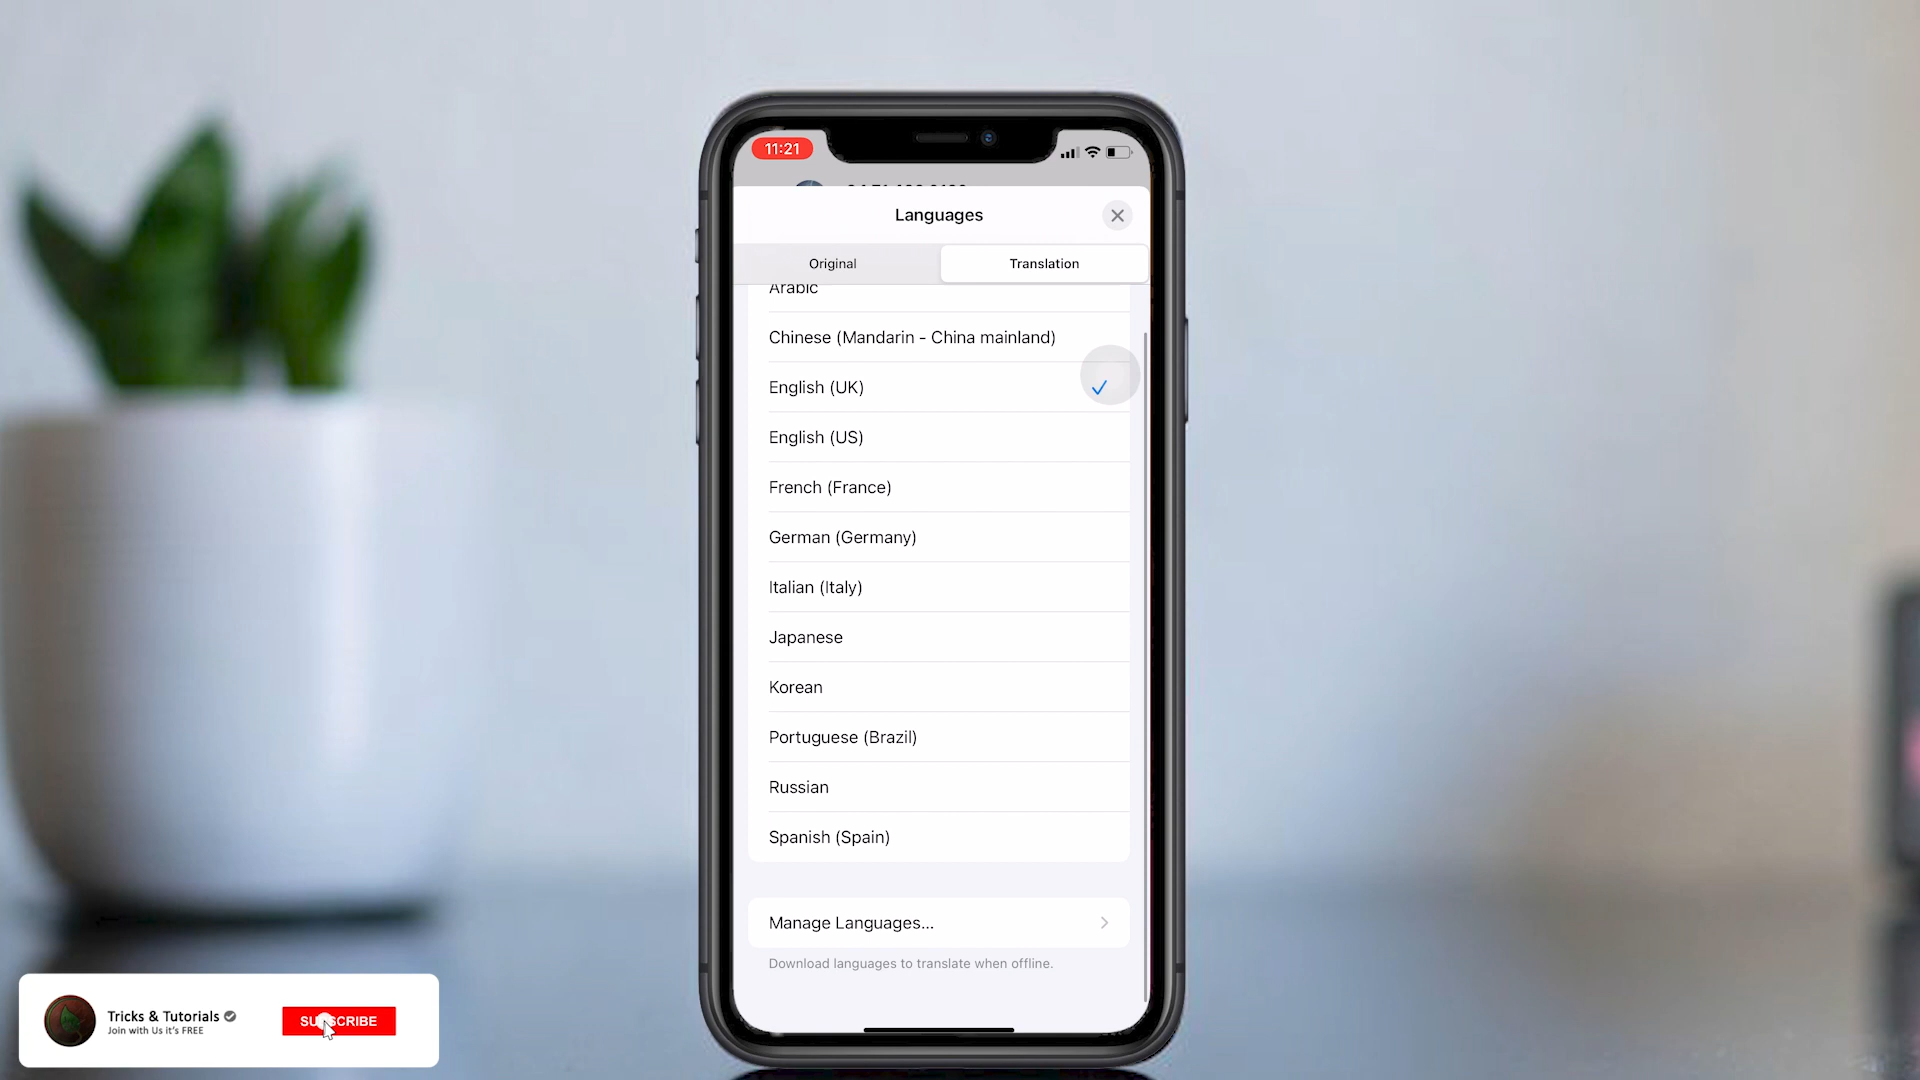 11:21
Languages
Original
Translation
Arabic
Chinese (Mandarin - China mainland)
English (UK)
English (US)
French (France)
German (Germany)
Italian (Italy)
Japanese
Korean
Portuguese (Brazil)
Russian
Spanish (Spain)
Manage Languages...
Download languages to translate when offline.
Tricks & Tutorials
Join with Us it's FREE
SUBSCRIBE